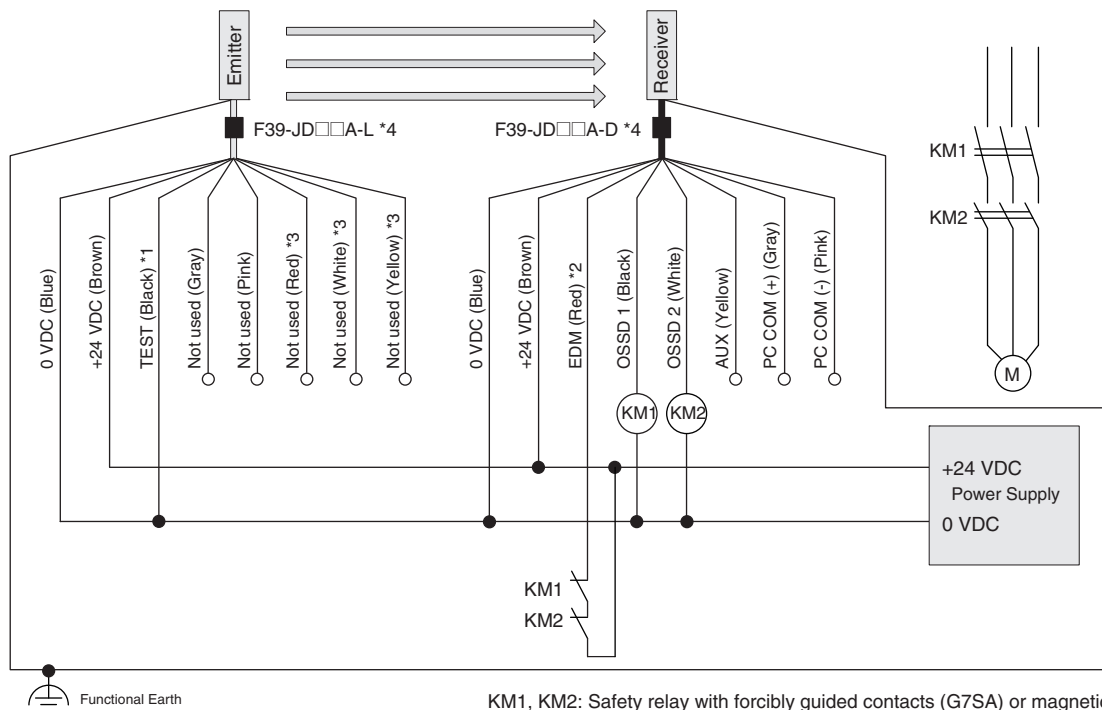 Emitter
Receiver
F39-JD□□A-L *4
F39-JD□□A-D *4
KM1
KM2
M
0 VDC (Blue)
+24 VDC (Brown)
TEST (Black) *1
Not used (Gray)
Not used (Pink)
Not used (Red) *3
Not used (White) *3
Not used (Yellow) *3
0 VDC (Blue)
+24 VDC (Brown)
EDM (Red) *2
OSSD 1 (Black)
OSSD 2 (White)
AUX (Yellow)
PC COM (+) (Gray)
PC COM (-) (Pink)
KM1
KM2
+24 VDC
Power Supply
0 VDC
KM1
KM2
Functional Earth
KM1, KM2: Safety relay with forcibly guided contacts (G7SA) or magnetic